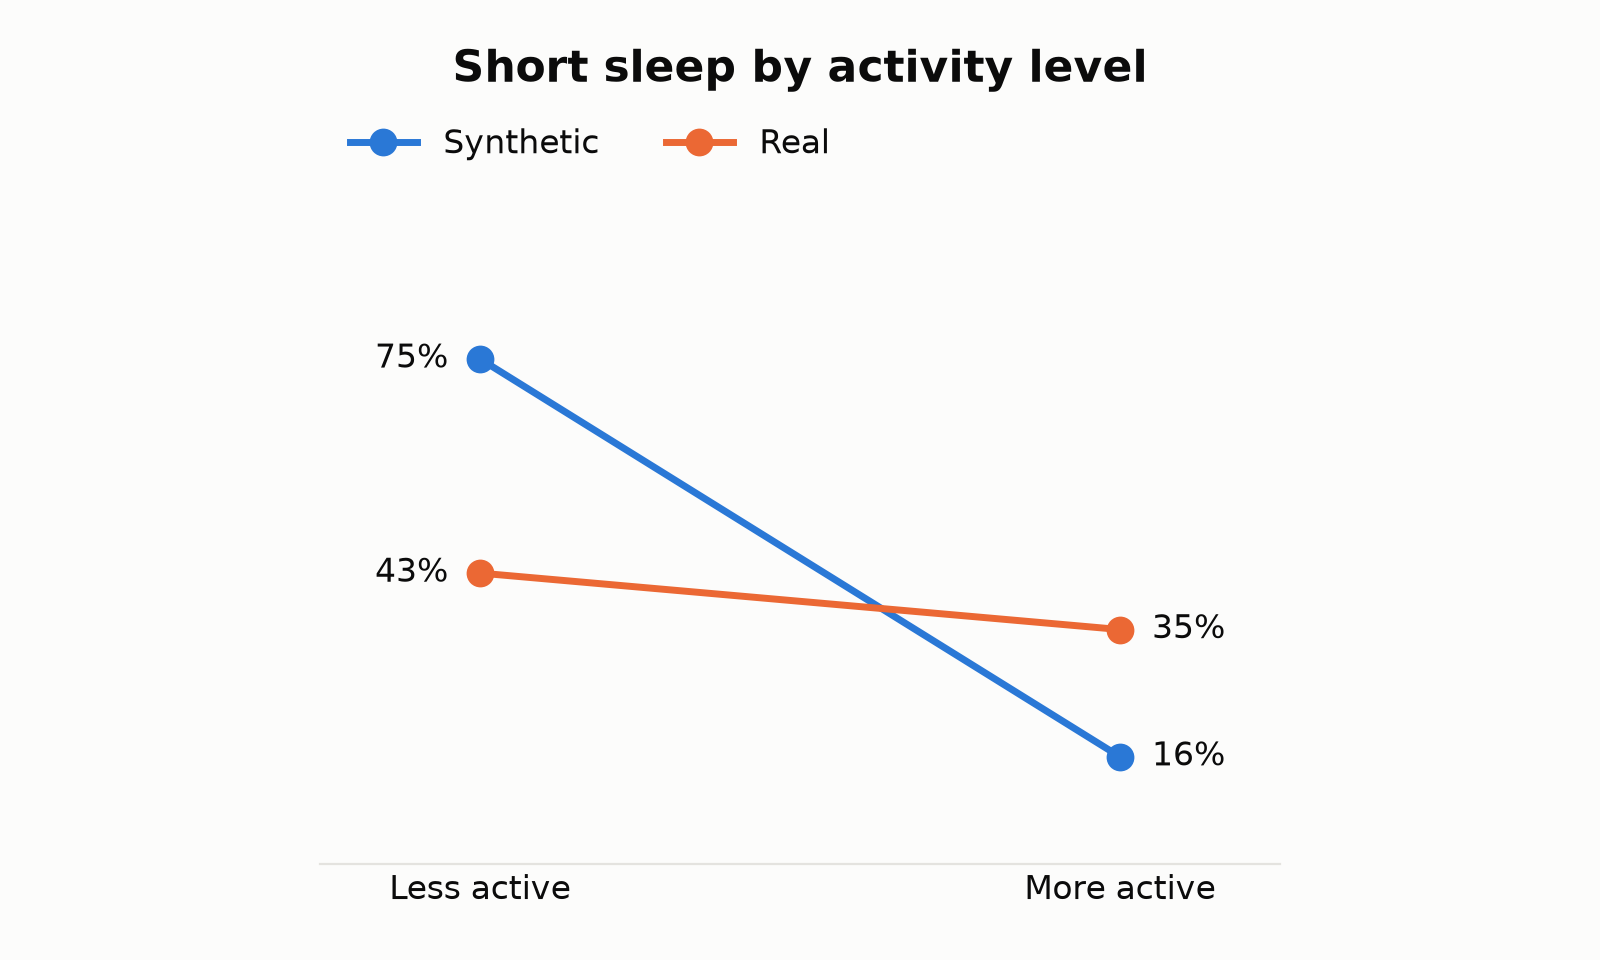 Short sleep by activity level
Synthetic Real
75%
43%
35%
16%
Less active More active